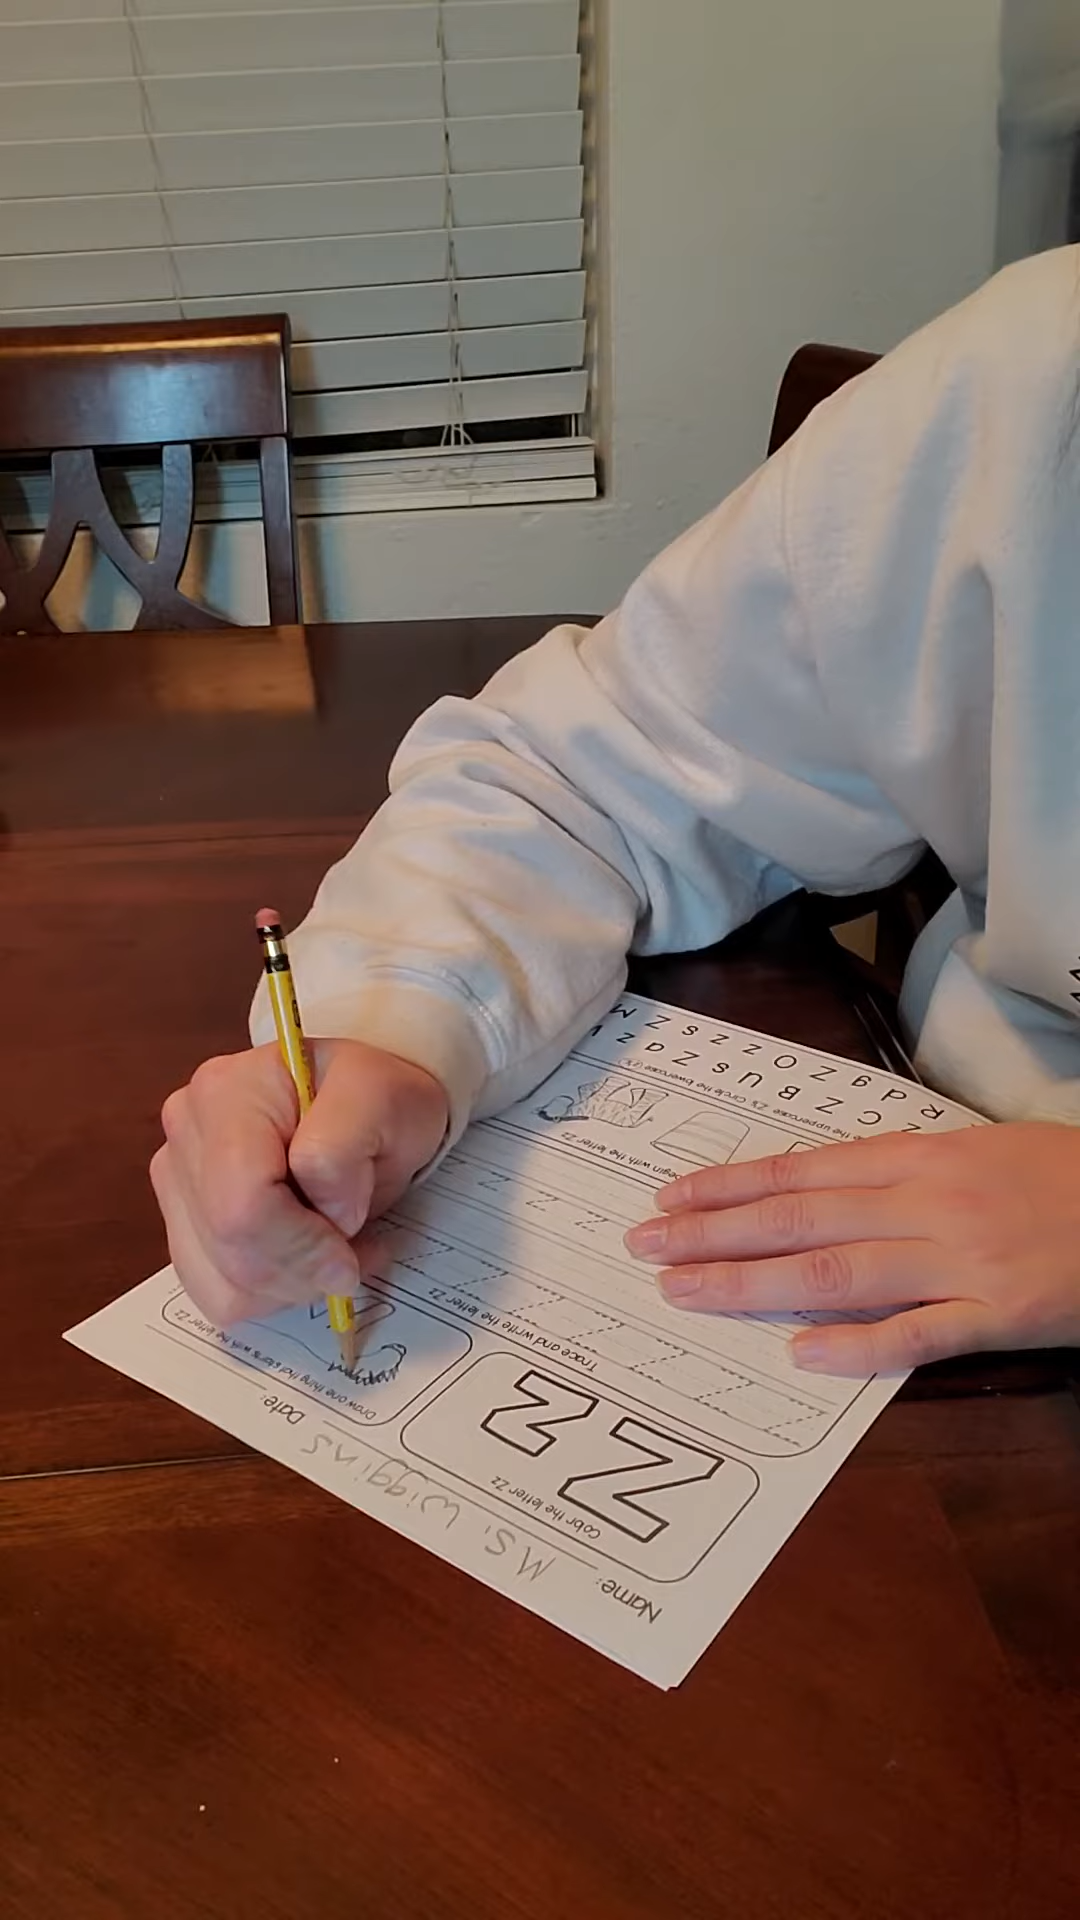 Name: Ms. Wiggins Date:
Color the letter Zz
Zz
Draw one thing that starts with the letter Zz
Trace and write the letter Zz
Z Z Z Z Z
z z z z
begin with the letter Zz
the uppercase Z's. Circle the lowercase
z C Z B U s Z a z
R d g Z O z z s Z M